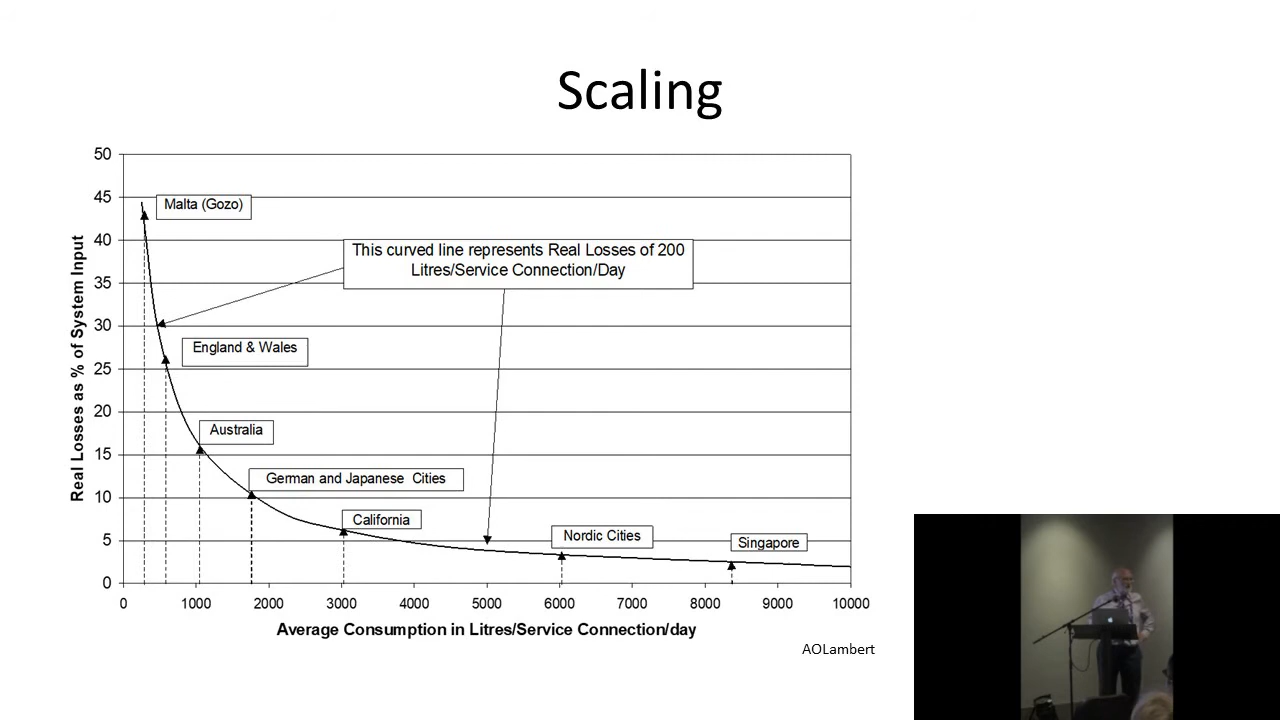 Scaling
50
45
40
35
30
25
20
15
10
5
0
Real Losses as % of System Input
Malta (Gozo)
This curved line represents Real Losses of 200
Litres/Service Connection/Day
England & Wales
Australia
German and Japanese Cities
California
Nordic Cities
Singapore
0 1000 2000 3000 4000 5000 6000 7000 8000 9000 10000
Average Consumption in Litres/Service Connection/day
AOLambert